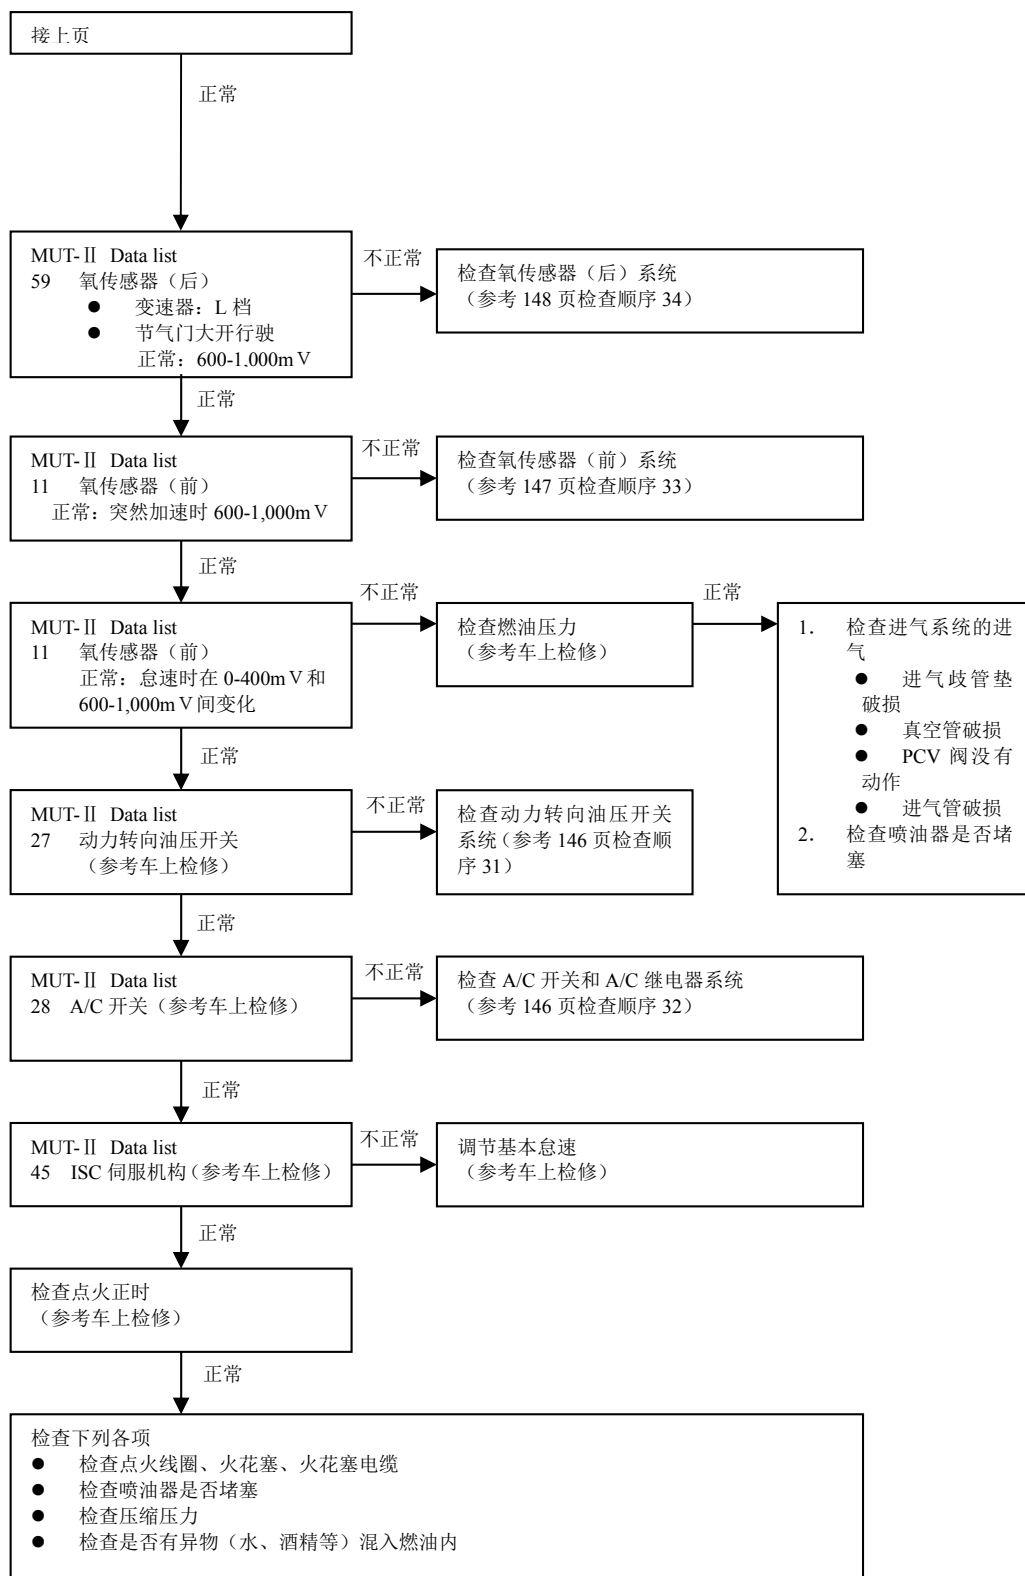 接上页
正常
MUT-Ⅱ Data list
59 氧传感器（后）
● 变速器：L 档
● 节气门大开行驶
正常：600-1,000mＶ
不正常
检查氧传感器（后）系统
（参考 148 页检查顺序 34）
正常
MUT-Ⅱ Data list
11 氧传感器（前）
正常：突然加速时 600-1,000mＶ
不正常
检查氧传感器（前）系统
（参考 147 页检查顺序 33）
正常
MUT-Ⅱ Data list
11 氧传感器（前）
正常：怠速时在 0-400mＶ和
600-1,000mＶ间变化
不正常
检查燃油压力
（参考车上检修）
正常
1. 检查进气系统的进
气
● 进气歧管垫
破损
● 真空管破损
● PCV 阀没有
动作
● 进气管破损
2. 检查喷油器是否堵
塞
正常
MUT-Ⅱ Data list
27 动力转向油压开关
（参考车上检修）
不正常
检查动力转向油压开关
系统（参考 146 页检查顺
序 31）
正常
MUT-Ⅱ Data list
28 A/C 开关（参考车上检修）
不正常
检查 A/C 开关和 A/C 继电器系统
（参考 146 页检查顺序 32）
正常
MUT-Ⅱ Data list
45 ISC 伺服机构（参考车上检修）
不正常
调节基本怠速
（参考车上检修）
正常
检查点火正时
（参考车上检修）
正常
检查下列各项
● 检查点火线圈、火花塞、火花塞电缆
● 检查喷油器是否堵塞
● 检查压缩压力
● 检查是否有异物（水、酒精等）混入燃油内